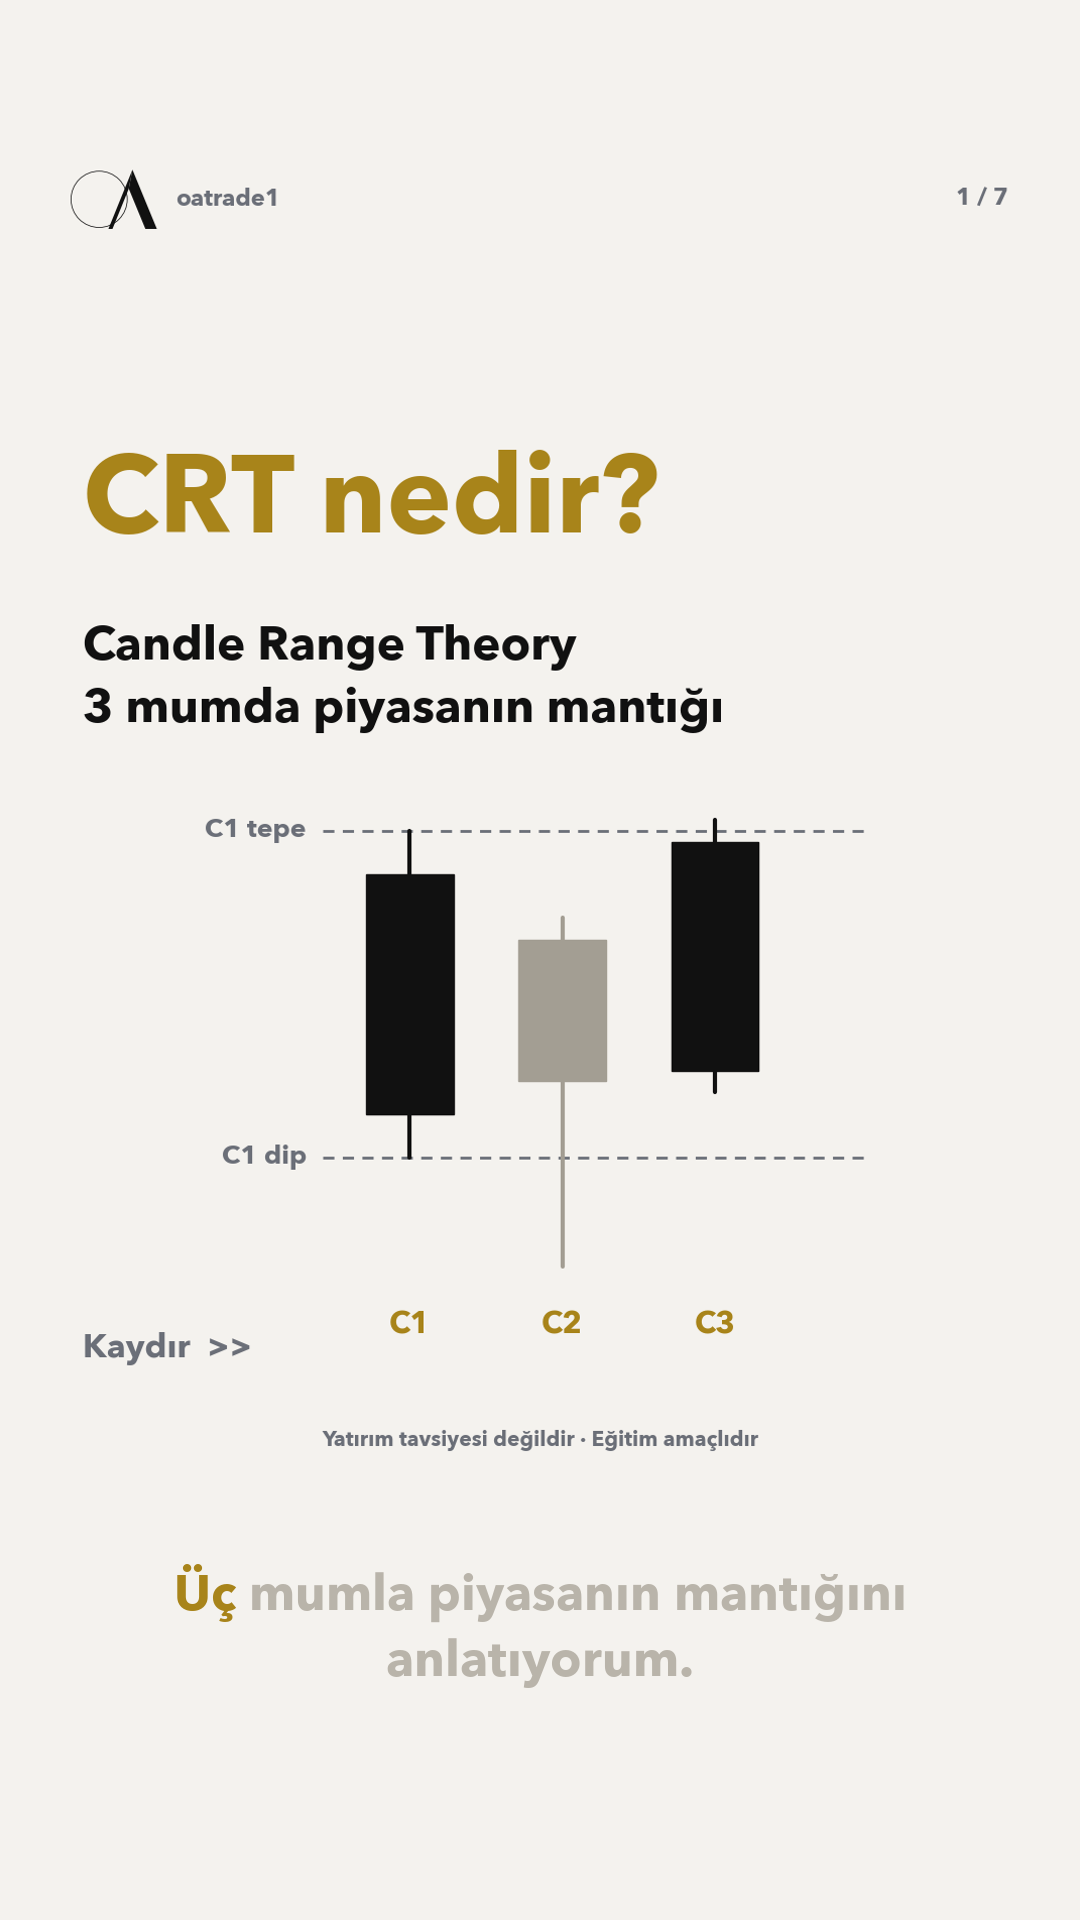 oatrade1
1 / 7
CRT nedir?
Candle Range Theory
3 mumda piyasanın mantığı
C1 tepe
C1 dip
C1 C2 C3
Kaydır >>
Yatırım tavsiyesi değildir · Eğitim amaçlıdır
Üç mumla piyasanın mantığını
anlatıyorum.